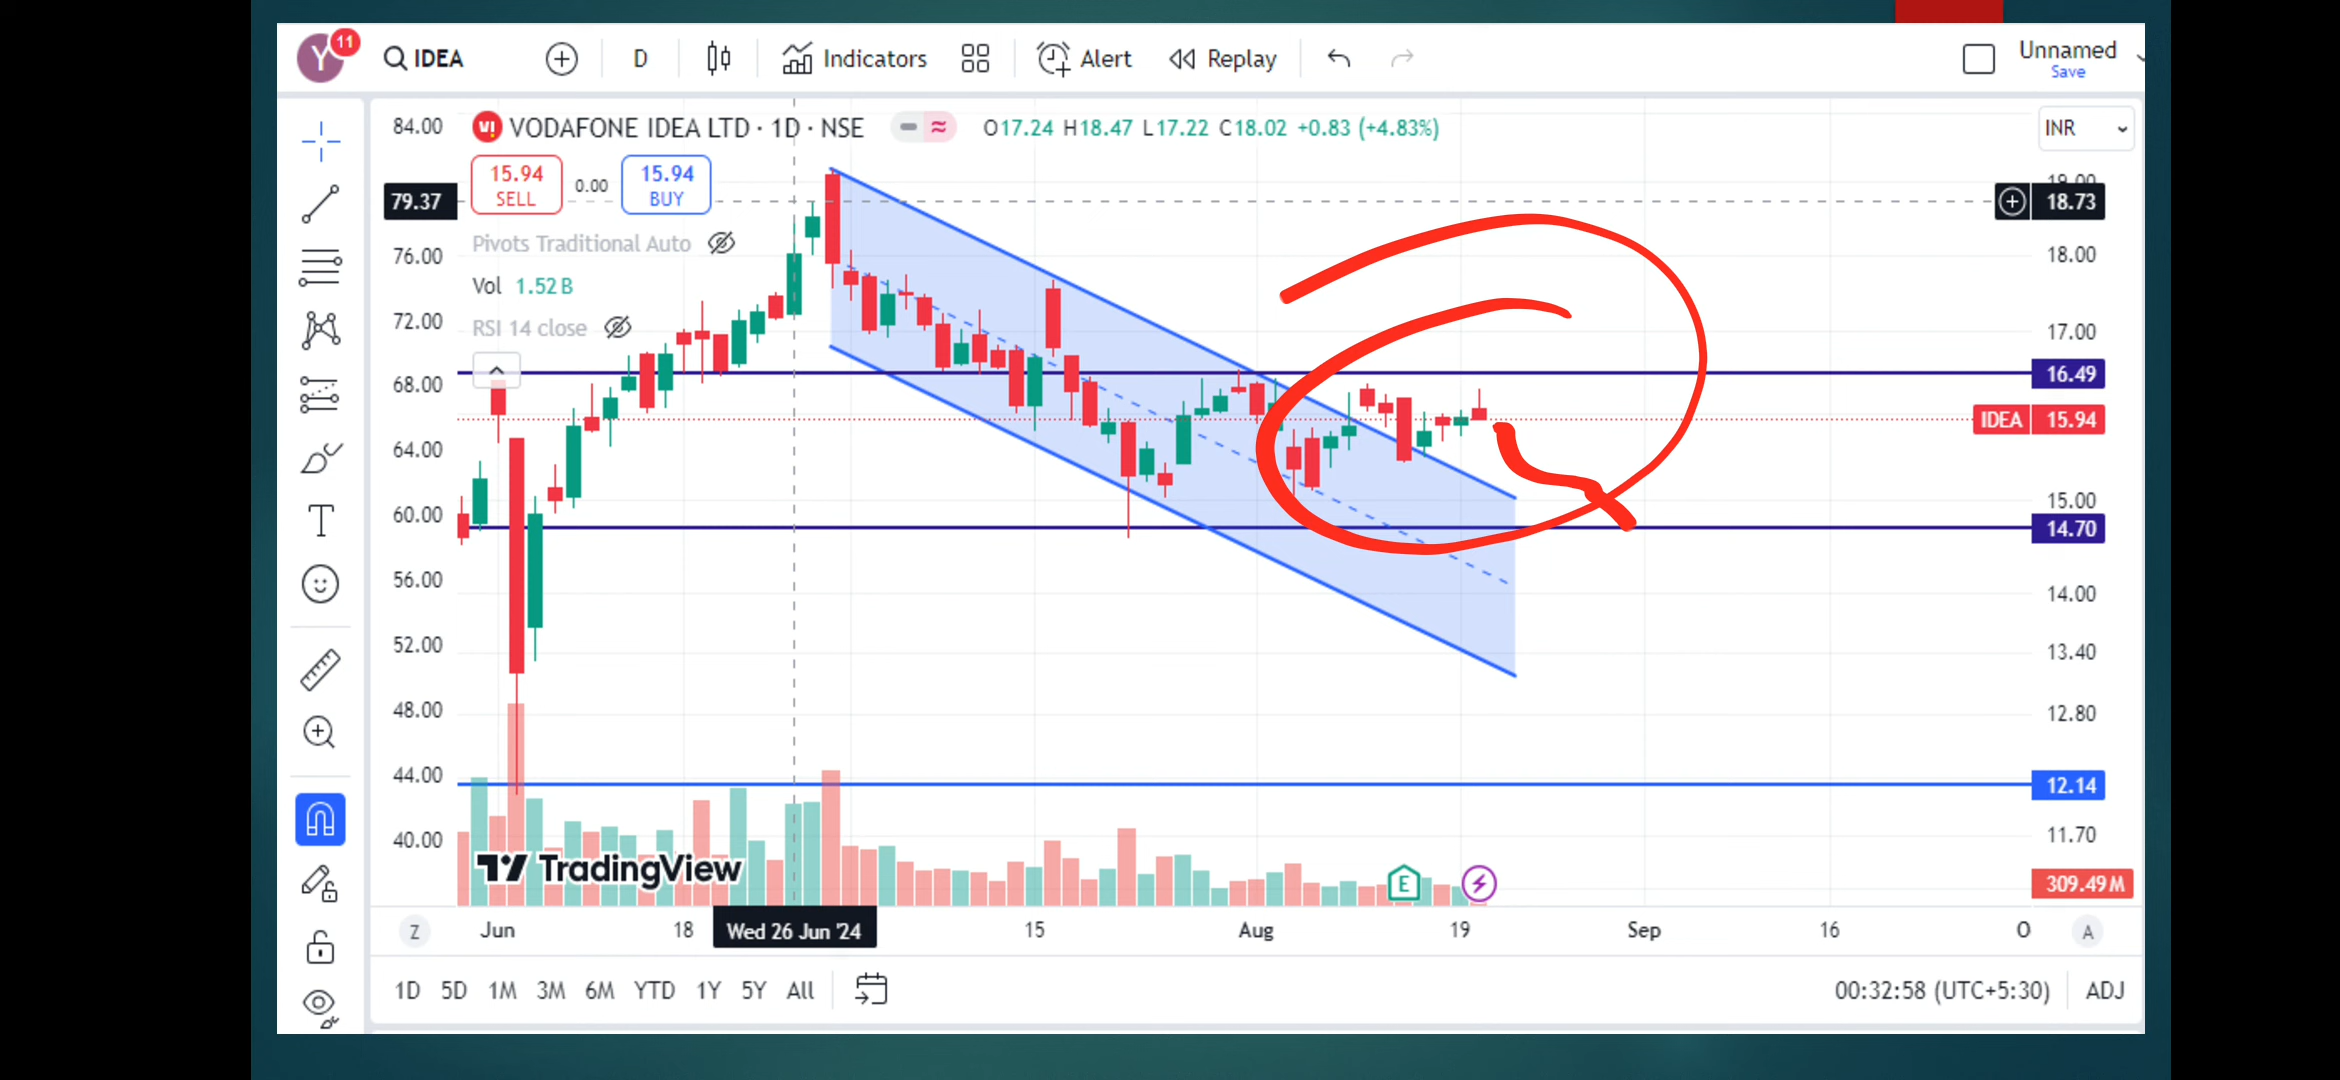 Y 11 IDEA D Indicators Alert Replay Unnamed
Save
VI VODAFONE IDEA LTD · 1D · NSE O17.24 H18.47 L17.22 C18.02 +0.83 (+4.83%) INR
15.94 SELL 0.00 15.94 BUY
Pivots Traditional Auto
Vol 1.52 B
RSI 14 close
84.00
79.37
76.00
72.00
68.00
64.00
60.00
56.00
52.00
48.00
44.00
40.00
19.00
18.73
18.00
17.00
16.49
IDEA 15.94
15.00
14.70
14.00
13.40
12.80
12.14
11.70
309.49M
TradingView
E
Z Jun 18 Wed 26 Jun '24 15 Aug 19 Sep 16 O A
1D 5D 1M 3M 6M YTD 1Y 5Y All 00:32:58 (UTC+5:30) ADJ